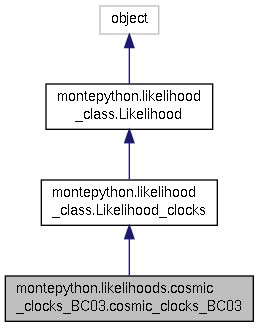 object
montepython.likelihood
_class.Likelihood
montepython.likelihood
_class.Likelihood_clocks
montepython.likelihoods.cosmic
_clocks_BC03.cosmic_clocks_BC03